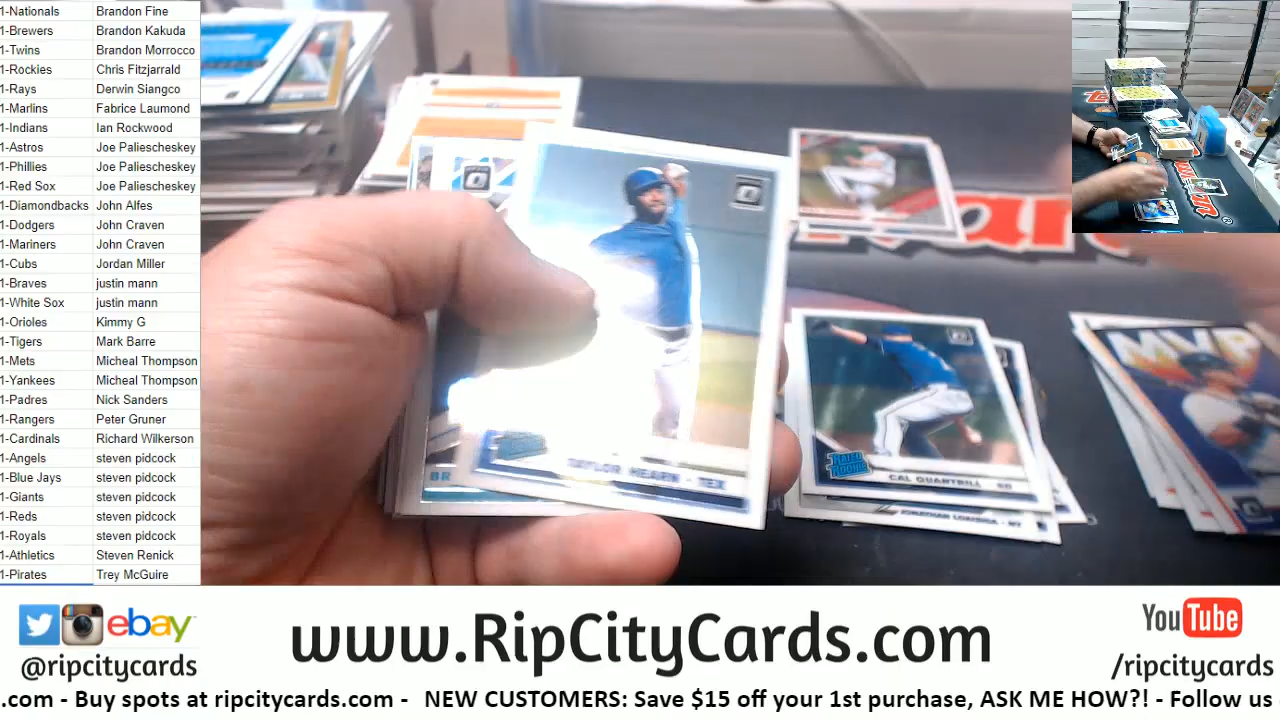 1-Nationals Brandon Fine
1-Brewers Brandon Kakuda
1-Twins Brandon Morrocco
1-Rockies Chris Fitzjarrald
1-Rays Derwin Siangco
1-Marlins Fabrice Laumond
1-Indians Ian Rockwood
1-Astros Joe Paliescheskey
1-Phillies Joe Paliescheskey
1-Red Sox Joe Paliescheskey
1-Diamondbacks John Alfes
1-Dodgers John Craven
1-Mariners John Craven
1-Cubs Jordan Miller
1-Braves justin mann
1-White Sox justin mann
1-Orioles Kimmy G
1-Tigers Mark Barre
1-Mets Micheal Thompson
1-Yankees Micheal Thompson
1-Padres Nick Sanders
1-Rangers Peter Gruner
1-Cardinals Richard Wilkerson
1-Angels steven pidcock
1-Blue Jays steven pidcock
1-Giants steven pidcock
1-Reds steven pidcock
1-Royals steven pidcock
1-Athletics Steven Renick
1-Pirates Trey McGuire
TAYLOR HEARN - TEX
BR
RATED ROOKIE
CAL QUANTRILL SD
JONATHAN LOAISIGA - NY
MVP
ebay
@ripcitycards
www.RipCityCards.com
YouTube
/ripcitycards
.com - Buy spots at ripcitycards.com - NEW CUSTOMERS: Save $15 off your 1st purchase, ASK ME HOW?! - Follow us